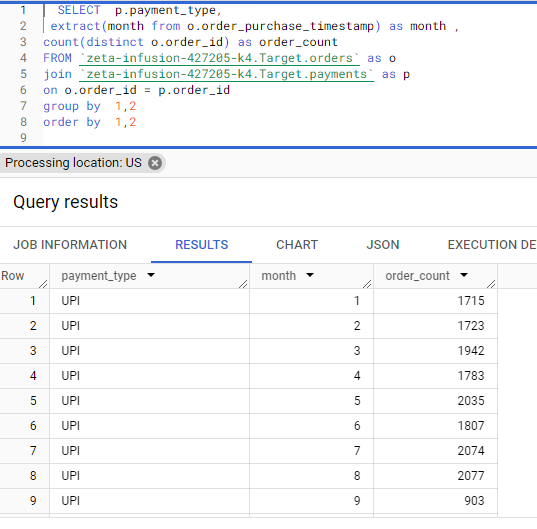 1 SELECT p.payment_type,
2 extract(month from o.order_purchase_timestamp) as month ,
3 count(distinct o.order_id) as order_count
4 FROM `zeta-infusion-427205-k4.Target.orders` as o
5 join `zeta-infusion-427205-k4.Target.payments` as p
6 on o.order_id = p.order_id
7 group by 1,2
8 order by 1,2
9
Processing location: US
Query results
JOB INFORMATION RESULTS CHART JSON EXECUTION DE
Row payment_type month order_count
1 UPI 1 1715
2 UPI 2 1723
3 UPI 3 1942
4 UPI 4 1783
5 UPI 5 2035
6 UPI 6 1807
7 UPI 7 2074
8 UPI 8 2077
9 UPI 9 903